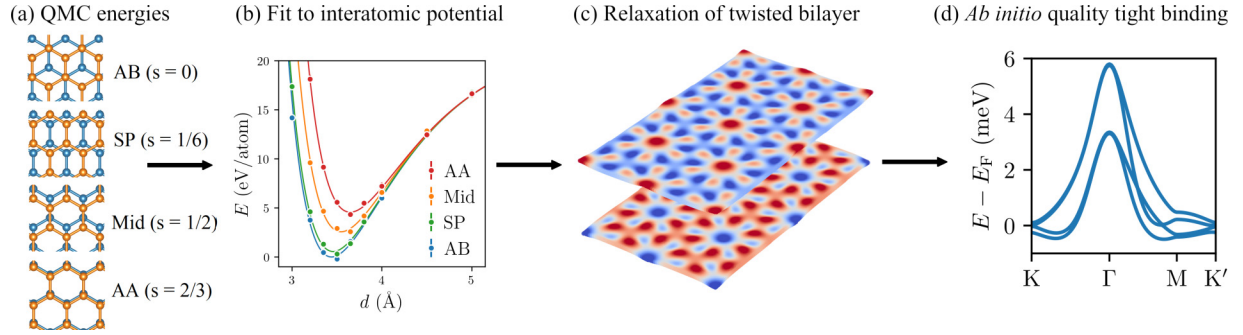 (a) QMC energies
AB (s = 0)
SP (s = 1/6)
Mid (s = 1/2)
AA (s = 2/3)
(b) Fit to interatomic potential
20
15
10
5
0
E (eV/atom)
AA
Mid
SP
AB
3
4
5
d (Å)
(c) Relaxation of twisted bilayer
(d) Ab initio quality tight binding
6
4
2
0
E − E_F (meV)
K
Γ
M
K′